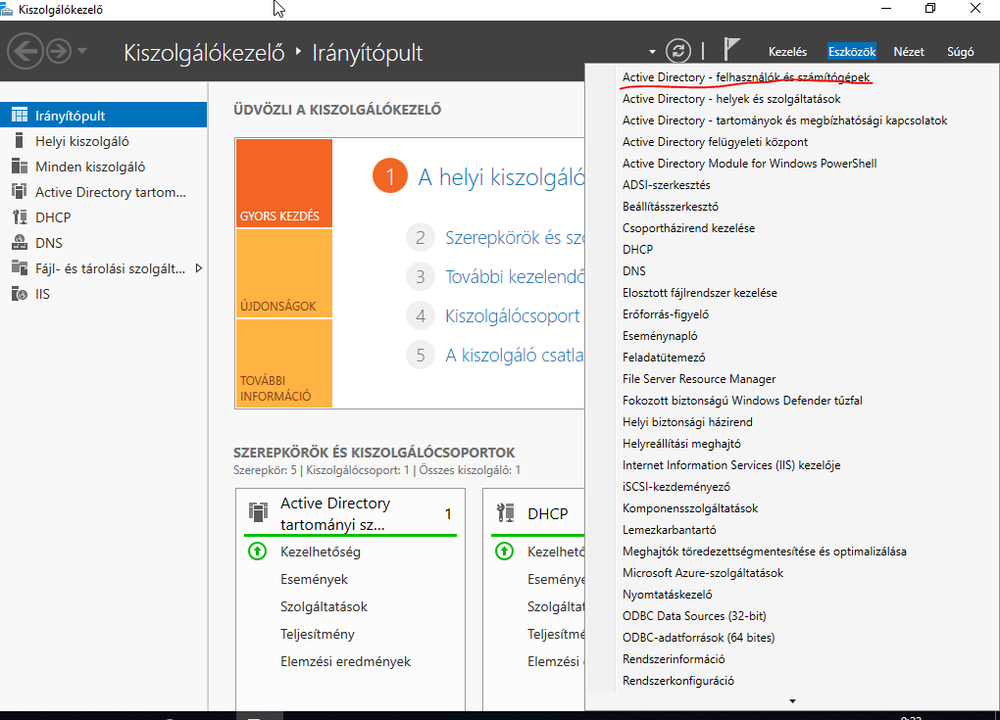 Kiszolgálókezelő
Kiszolgálókezelő ‣ Irányítópult
Kezelés Eszközök Nézet Súgó
Irányítópult
Helyi kiszolgáló
Minden kiszolgáló
Active Directory tartom...
DHCP
DNS
Fájl- és tárolási szolgált...
IIS
ÜDVÖZLI A KISZOLGÁLÓKEZELŐ
GYORS KEZDÉS
ÚJDONSÁGOK
TOVÁBBI
INFORMÁCIÓ
1 A helyi kiszolgáló
2 Szerepkörök és szo
3 További kezelendő
4 Kiszolgálócsoport
5 A kiszolgáló csatla
SZEREPKÖRÖK ÉS KISZOLGÁLÓCSOPORTOK
Szerepkör: 5 | Kiszolgálócsoport: 1 | Összes kiszolgáló: 1
Active Directory
tartományi sz...
1
Kezelhetőség
Események
Szolgáltatások
Teljesítmény
Elemzési eredmények
DHCP
Kezelhető
Eseménye
Szolgáltat
Teljesítmé
Elemzési
Active Directory - felhasználók és számítógépek
Active Directory - helyek és szolgáltatások
Active Directory - tartományok és megbízhatósági kapcsolatok
Active Directory felügyeleti központ
Active Directory Module for Windows PowerShell
ADSI-szerkesztés
Beállításszerkesztő
Csoportházirend kezelése
DHCP
DNS
Elosztott fájlrendszer kezelése
Erőforrás-figyelő
Eseménynapló
Feladatütemező
File Server Resource Manager
Fokozott biztonságú Windows Defender tűzfal
Helyi biztonsági házirend
Helyreállítási meghajtó
Internet Information Services (IIS) kezelője
iSCSI-kezdeményező
Komponensszolgáltatások
Lemezkarbantartó
Meghajtók töredezettségmentesítése és optimalizálása
Microsoft Azure-szolgáltatások
Nyomtatáskezelő
ODBC Data Sources (32-bit)
ODBC-adatforrások (64 bites)
Rendszerinformáció
Rendszerkonfiguráció